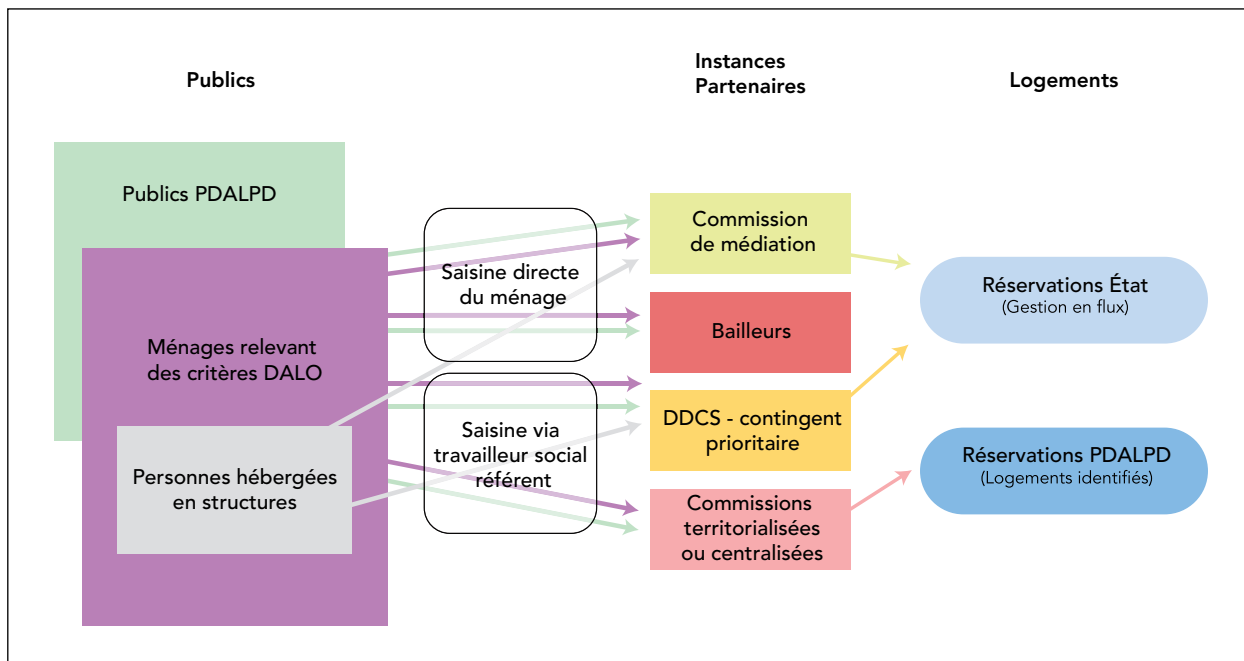 Publics
Instances
Partenaires
Logements
Publics PDALPD
Ménages relevant
des critères DALO
Personnes hébergées
en structures
Saisine directe
du ménage
Saisine via
travailleur social
référent
Commission
de médiation
Bailleurs
DDCS - contingent
prioritaire
Commissions
territorialisées
ou centralisées
Réservations État
(Gestion en flux)
Réservations PDALPD
(Logements identifiés)